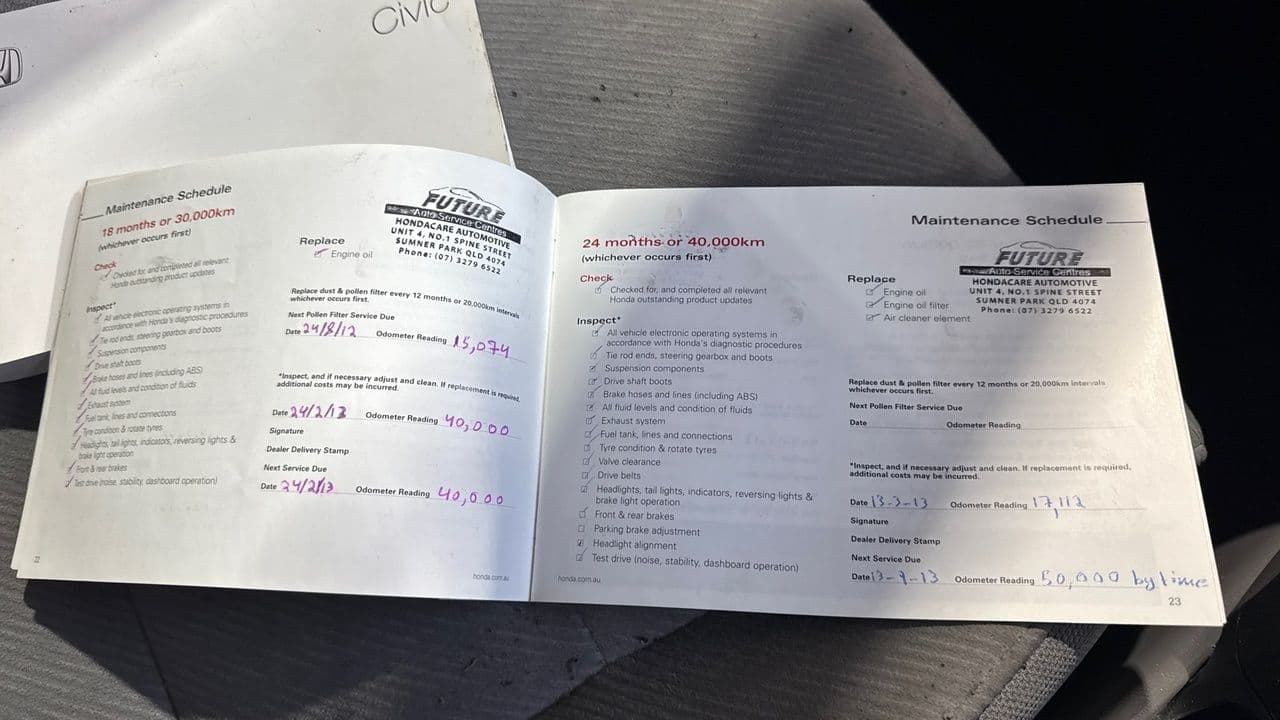 Civic
Maintenance Schedule
18 months or 30,000km
(whichever occurs first)
Check
Checked for, and completed all relevant
Honda outstanding product updates
Inspect*
All vehicle electronic operating systems in
accordance with Honda's diagnostic procedures
Tie rod ends, steering gearbox and boots
Suspension components
Drive shaft boots
Brake hoses and lines (including ABS)
All fluid levels and condition of fluids
Exhaust system
Fuel tank, lines and connections
Tyre condition & rotate tyres
Headlights, tail lights, indicators, reversing lights &
brake light operation
Front & rear brakes
Test drive (noise, stability, dashboard operation)
22
Replace
Engine oil
FUTURE
Auto Service Centres
HONDACARE AUTOMOTIVE
UNIT 4, NO.1 SPINE STREET
SUMNER PARK QLD 4074
Phone: (07) 3279 6522
Replace dust & pollen filter every 12 months or 20,000km intervals
whichever occurs first.
Next Pollen Filter Service Due
Date 24/8/12 Odometer Reading 15,074
*Inspect, and if necessary adjust and clean. If replacement is required,
additional costs may be incurred.
Date 24/2/13 Odometer Reading 40,000
Signature
Dealer Delivery Stamp
Next Service Due
Date 24/2/13 Odometer Reading 40,000
honda.com.au
Maintenance Schedule
24 months or 40,000km
(whichever occurs first)
Check
Checked for, and completed all relevant
Honda outstanding product updates
Inspect*
All vehicle electronic operating systems in
accordance with Honda's diagnostic procedures
Tie rod ends, steering gearbox and boots
Suspension components
Drive shaft boots
Brake hoses and lines (including ABS)
All fluid levels and condition of fluids
Exhaust system
Fuel tank, lines and connections
Tyre condition & rotate tyres
Valve clearance
Drive belts
Headlights, tail lights, indicators, reversing lights &
brake light operation
Front & rear brakes
Parking brake adjustment
Headlight alignment
Test drive (noise, stability, dashboard operation)
honda.com.au
Replace
Engine oil
Engine oil filter
Air cleaner element
FUTURE
Auto Service Centres
HONDACARE AUTOMOTIVE
UNIT 4, NO.1 SPINE STREET
SUMNER PARK QLD 4074
Phone: (07) 3279 6522
Replace dust & pollen filter every 12 months or 20,000km intervals
whichever occurs first.
Next Pollen Filter Service Due
Date Odometer Reading
*Inspect, and if necessary adjust and clean. If replacement is required,
additional costs may be incurred.
Date 13-3-13 Odometer Reading 17,112
Signature
Dealer Delivery Stamp
Next Service Due
Date 13-9-13 Odometer Reading 50,000 by time
23